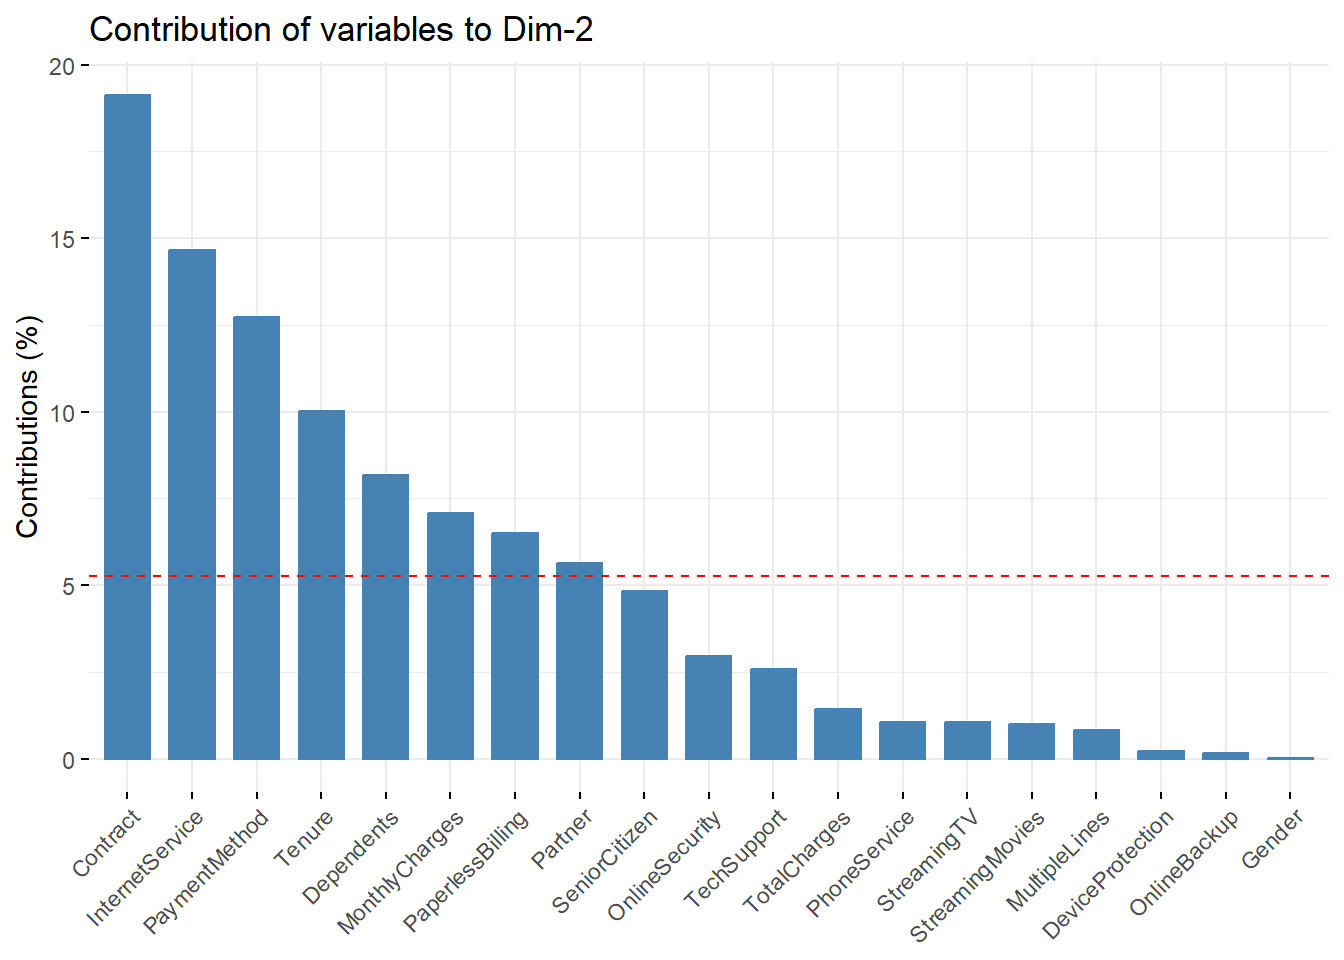 Contribution of variables to Dim-2
Contributions (%)
20
15
10
5
0
Contract
InternetService
PaymentMethod
Tenure
Dependents
MonthlyCharges
PaperlessBilling
Partner
SeniorCitizen
OnlineSecurity
TechSupport
TotalCharges
PhoneService
StreamingTV
StreamingMovies
MultipleLines
DeviceProtection
OnlineBackup
Gender